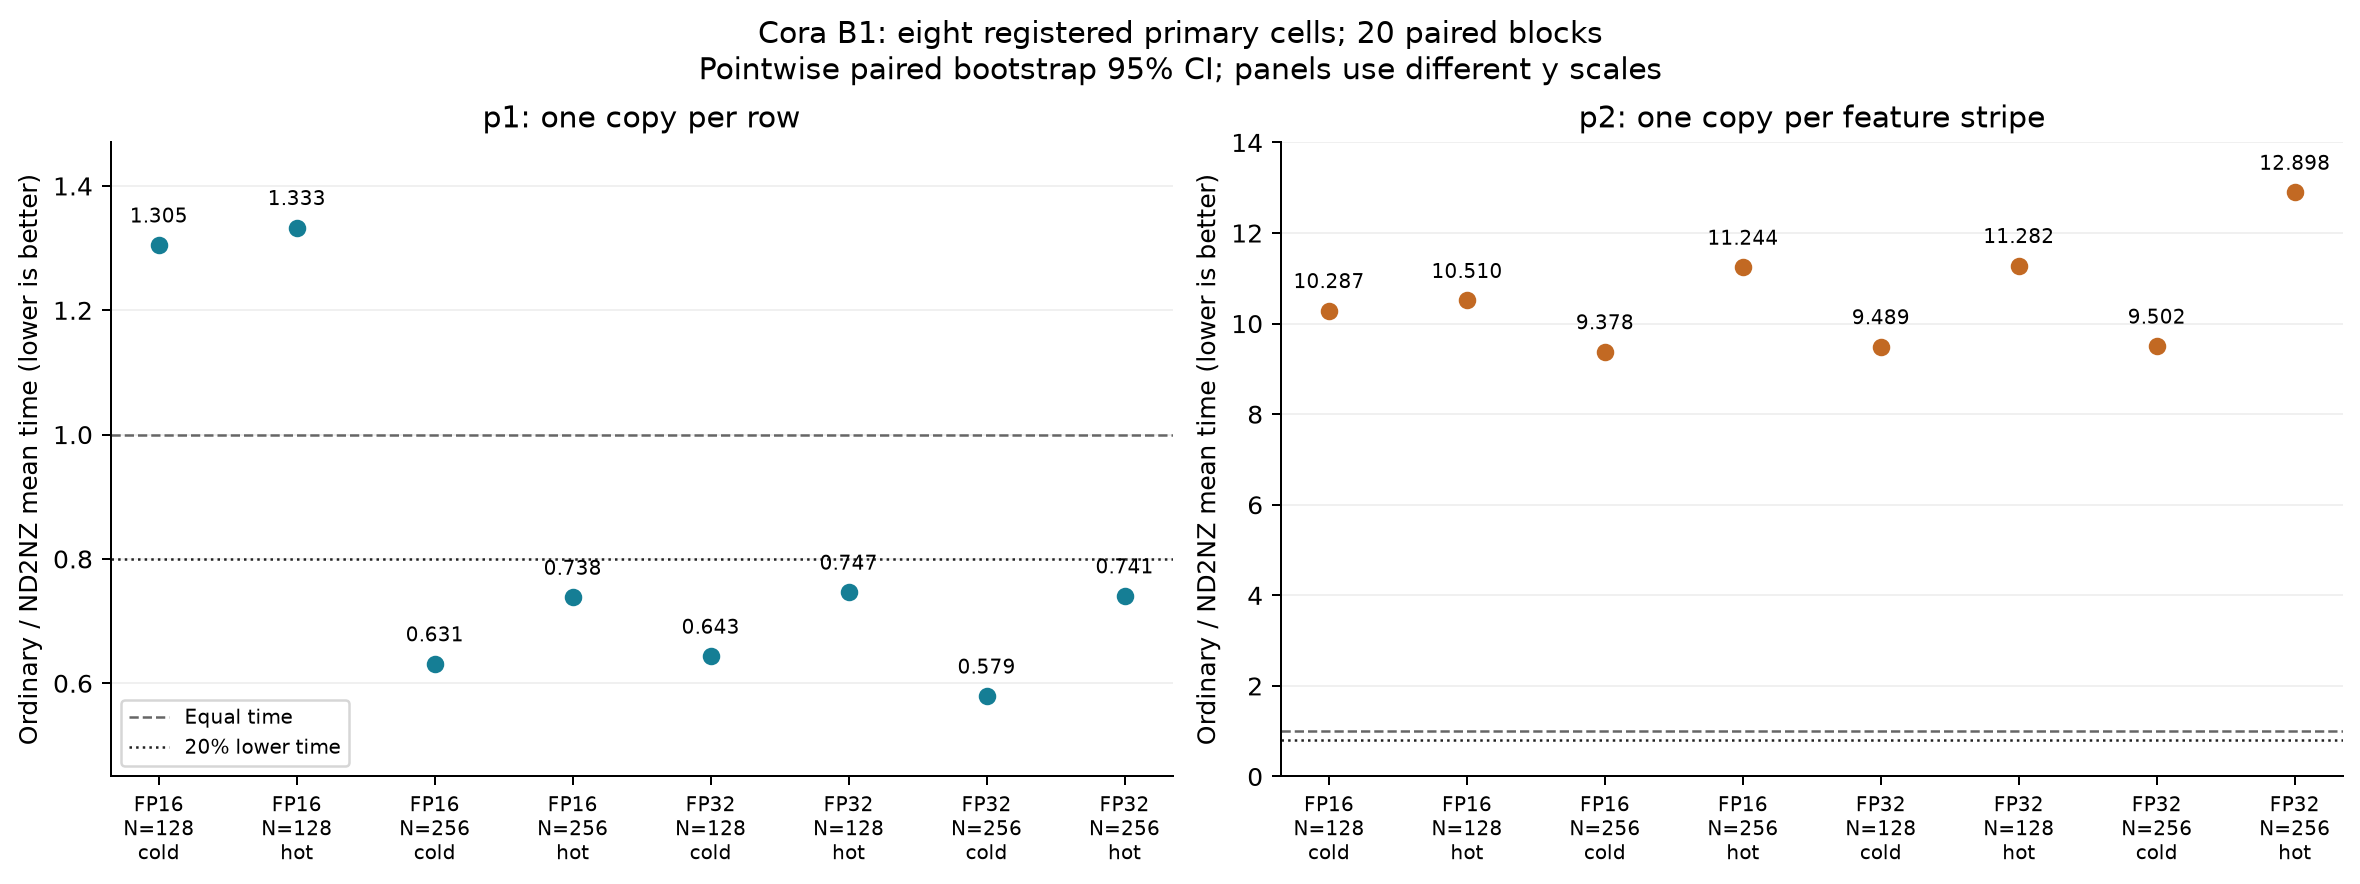 Cora B1: eight registered primary cells; 20 paired blocks
Pointwise paired bootstrap 95% CI; panels use different y scales
p1: one copy per row
Ordinary / ND2NZ mean time (lower is better)
1.4
1.2
1.0
0.8
0.6
1.305
1.333
0.631
0.738
0.643
0.747
0.579
0.741
Equal time
20% lower time
FP16 FP16 FP16 FP16 FP32 FP32 FP32 FP32
N=128 N=128 N=256 N=256 N=128 N=128 N=256 N=256
cold hot cold hot cold hot cold hot
p2: one copy per feature stripe
Ordinary / ND2NZ mean time (lower is better)
14
12
10
8
6
4
2
0
10.287
10.510
9.378
11.244
9.489
11.282
9.502
12.898
FP16 FP16 FP16 FP16 FP32 FP32 FP32 FP32
N=128 N=128 N=256 N=256 N=128 N=128 N=256 N=256
cold hot cold hot cold hot cold hot